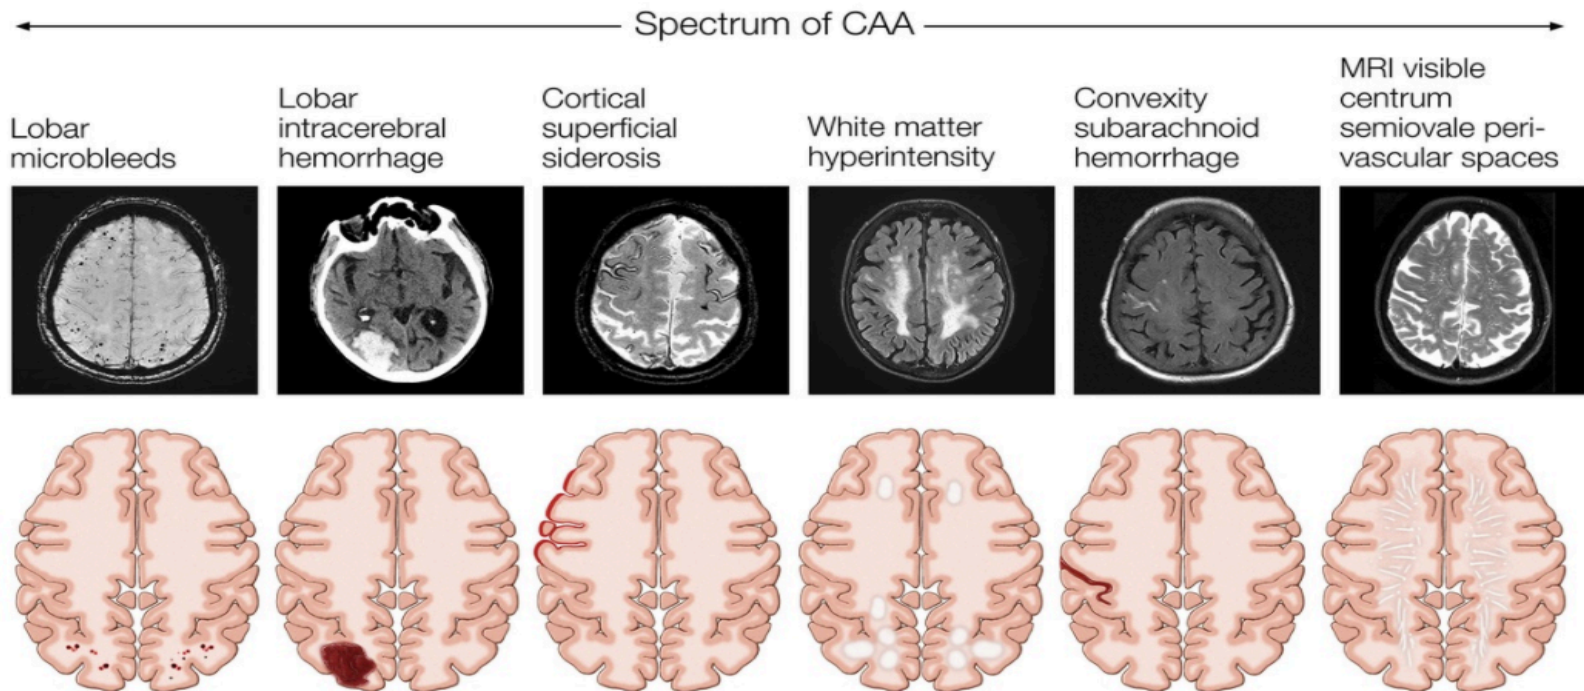 Spectrum of CAA
Lobar
microbleeds
Lobar
intracerebral
hemorrhage
Cortical
superficial
siderosis
White matter
hyperintensity
Convexity
subarachnoid
hemorrhage
MRI visible
centrum
semiovale peri-
vascular spaces